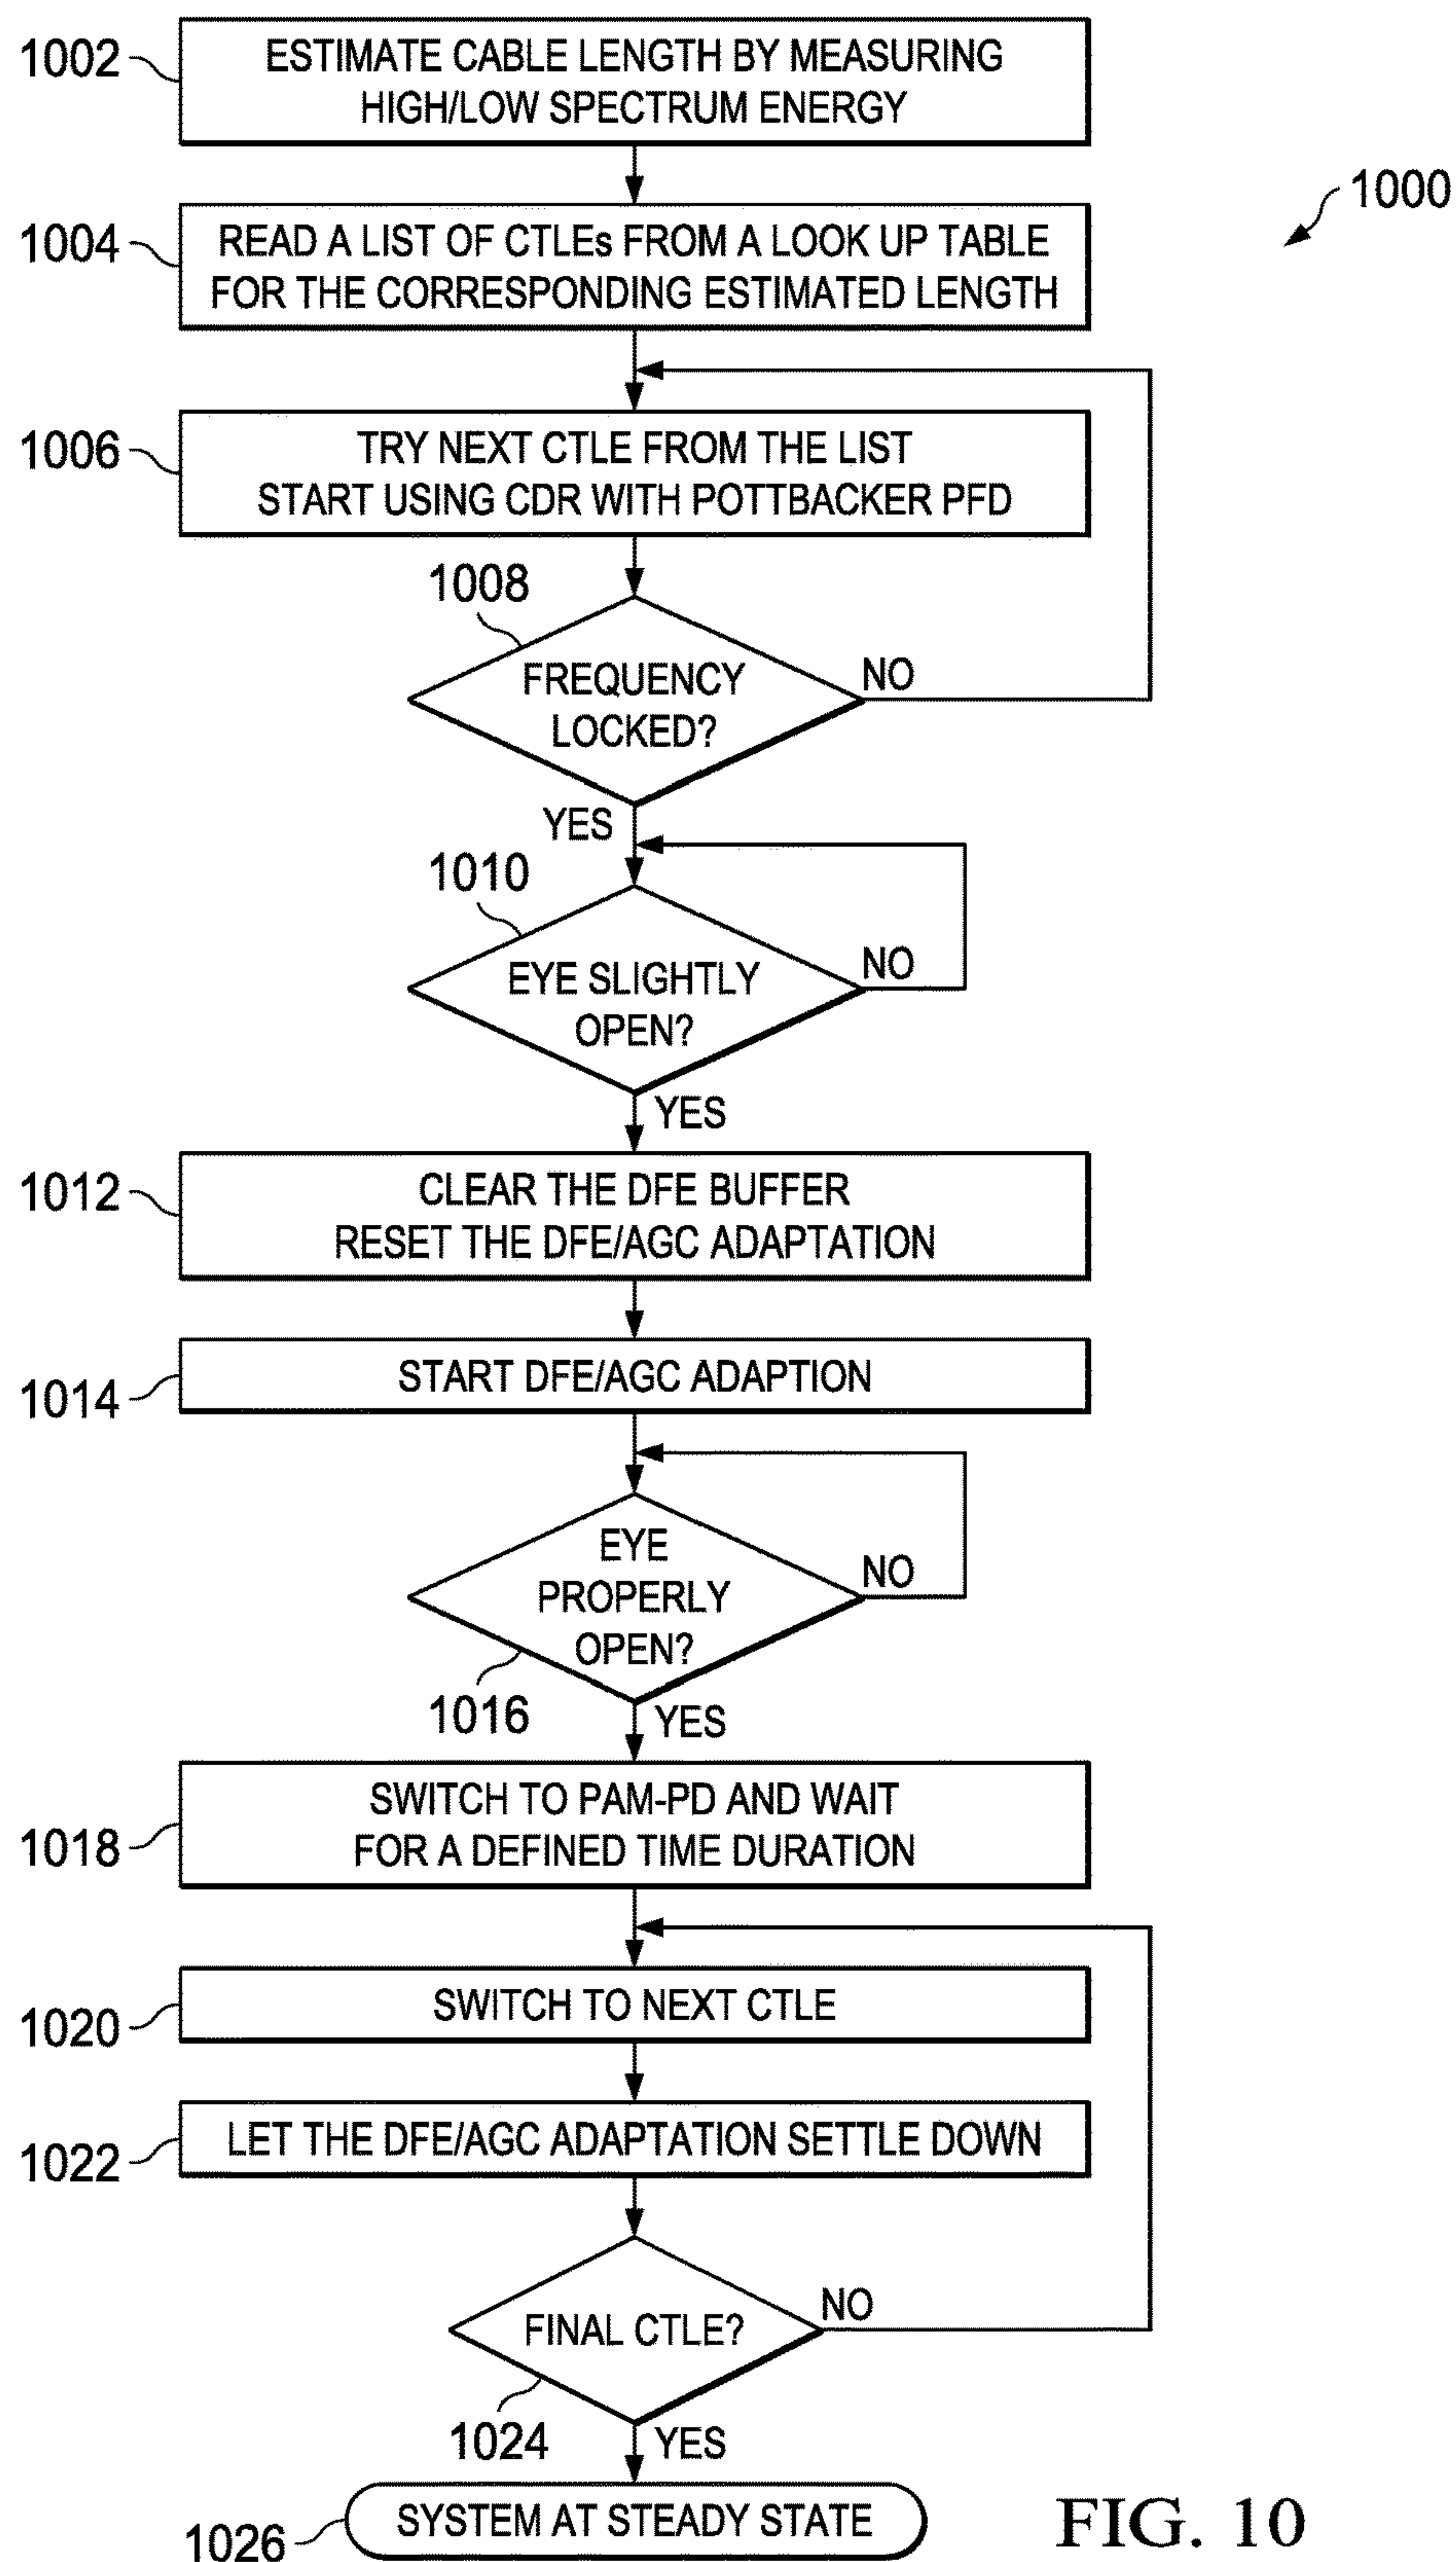 1002
ESTIMATE CABLE LENGTH BY MEASURING
HIGH/LOW SPECTRUM ENERGY
1000
1004
READ A LIST OF CTLEs FROM A LOOK UP TABLE
FOR THE CORRESPONDING ESTIMATED LENGTH
1006
TRY NEXT CTLE FROM THE LIST
START USING CDR WITH POTTBACKER PFD
1008
FREQUENCY
LOCKED?
NO
YES
1010
EYE SLIGHTLY
OPEN?
NO
YES
1012
CLEAR THE DFE BUFFER
RESET THE DFE/AGC ADAPTATION
1014
START DFE/AGC ADAPTION
EYE
PROPERLY
OPEN?
NO
1016
YES
1018
SWITCH TO PAM-PD AND WAIT
FOR A DEFINED TIME DURATION
1020
SWITCH TO NEXT CTLE
1022
LET THE DFE/AGC ADAPTATION SETTLE DOWN
FINAL CTLE?
NO
1024
YES
1026
SYSTEM AT STEADY STATE
FIG. 10